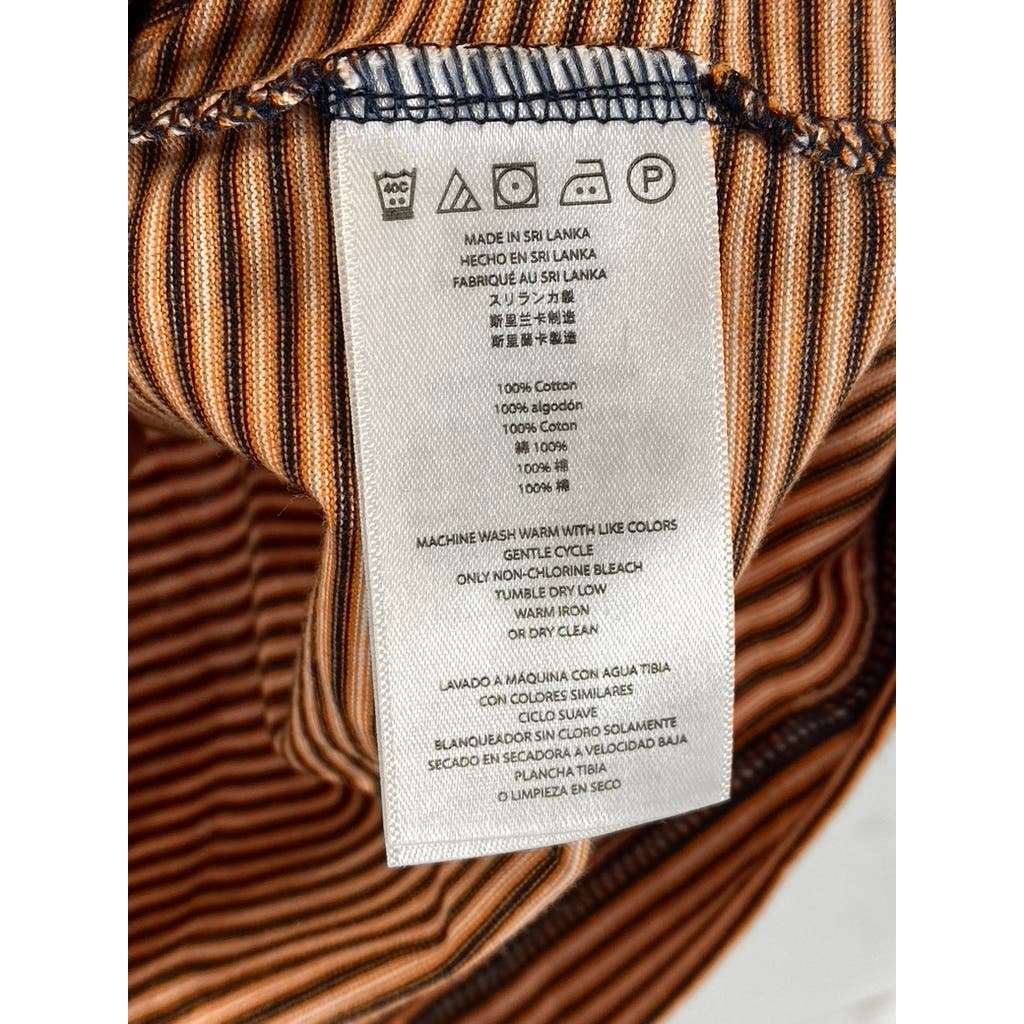 40C
P
MADE IN SRI LANKA
HECHO EN SRI LANKA
FABRIQUÉ AU SRI LANKA
スリランカ製
斯里兰卡制造
斯里蘭卡製造
100% Cotton
100% algodón
100% Coton
綿 100%
100% 棉
100% 棉
MACHINE WASH WARM WITH LIKE COLORS
GENTLE CYCLE
ONLY NON-CHLORINE BLEACH
TUMBLE DRY LOW
WARM IRON
OR DRY CLEAN
LAVADO A MÁQUINA CON AGUA TIBIA
CON COLORES SIMILARES
CICLO SUAVE
BLANQUEADOR SIN CLORO SOLAMENTE
SECADO EN SECADORA A VELOCIDAD BAJA
PLANCHA TIBIA
O LIMPIEZA EN SECO